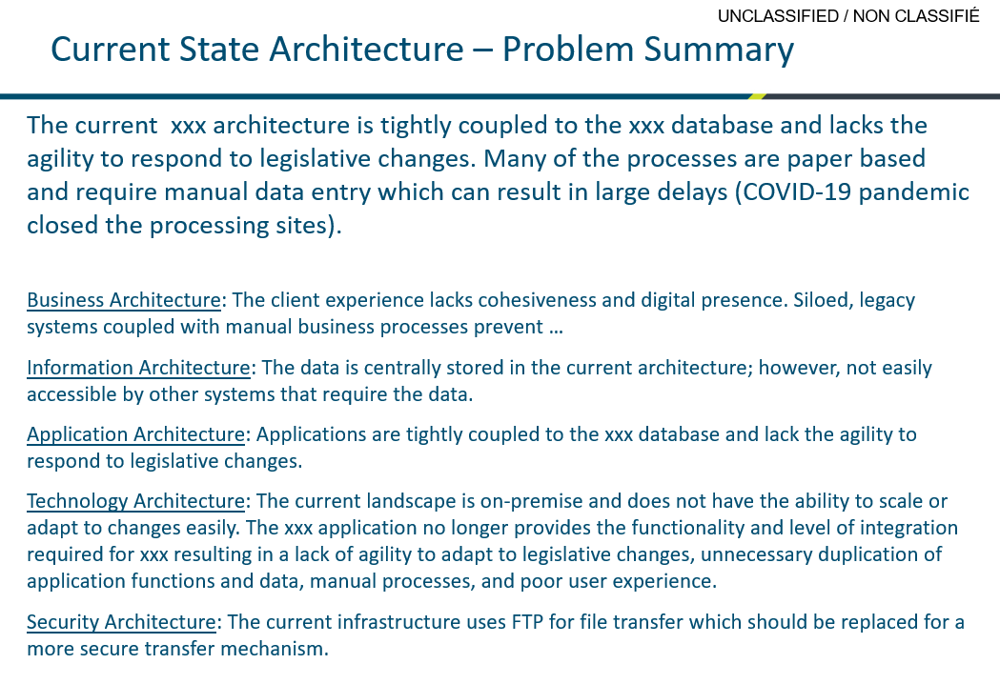 UNCLASSIFIED / NON CLASSIFIÉ
Current State Architecture – Problem Summary
The current  xxx architecture is tightly coupled to the xxx database and lacks the
agility to respond to legislative changes. Many of the processes are paper based
and require manual data entry which can result in large delays (COVID-19 pandemic
closed the processing sites).
Business Architecture: The client experience lacks cohesiveness and digital presence. Siloed, legacy
systems coupled with manual business processes prevent …
Information Architecture: The data is centrally stored in the current architecture; however, not easily
accessible by other systems that require the data.
Application Architecture: Applications are tightly coupled to the xxx database and lack the agility to
respond to legislative changes.
Technology Architecture: The current landscape is on-premise and does not have the ability to scale or
adapt to changes easily. The xxx application no longer provides the functionality and level of integration
required for xxx resulting in a lack of agility to adapt to legislative changes, unnecessary duplication of
application functions and data, manual processes, and poor user experience.
Security Architecture: The current infrastructure uses FTP for file transfer which should be replaced for a
more secure transfer mechanism.